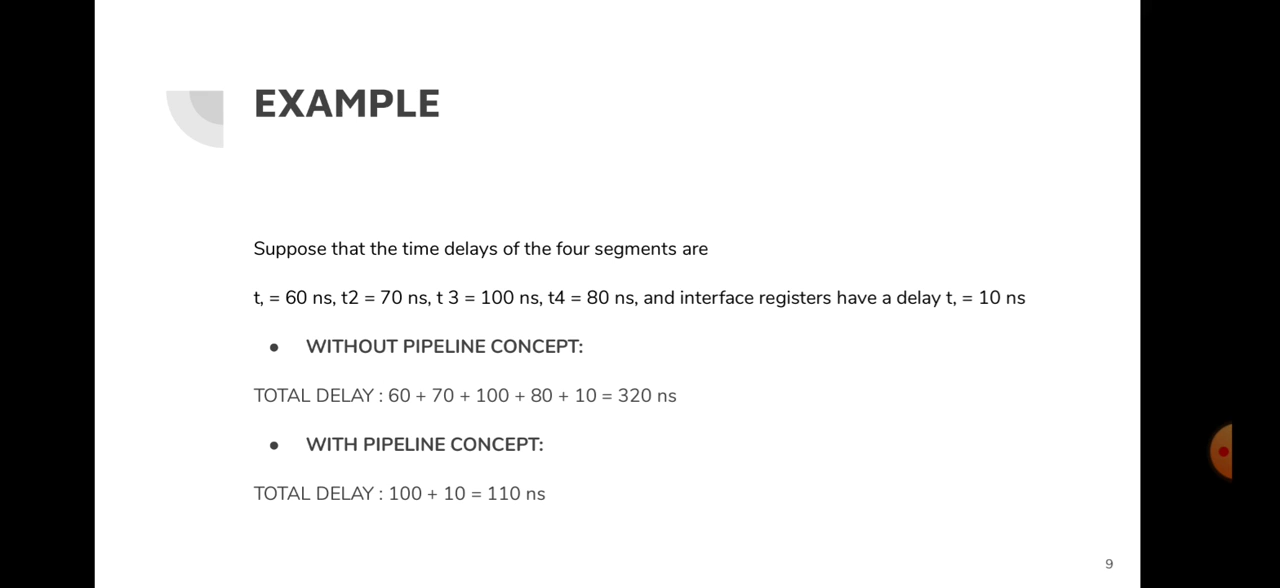 EXAMPLE
Suppose that the time delays of the four segments are
t, = 60 ns, t2 = 70 ns, t 3 = 100 ns, t4 = 80 ns, and interface registers have a delay t, = 10 ns
● WITHOUT PIPELINE CONCEPT:
TOTAL DELAY : 60 + 70 + 100 + 80 + 10 = 320 ns
● WITH PIPELINE CONCEPT:
TOTAL DELAY : 100 + 10 = 110 ns
9